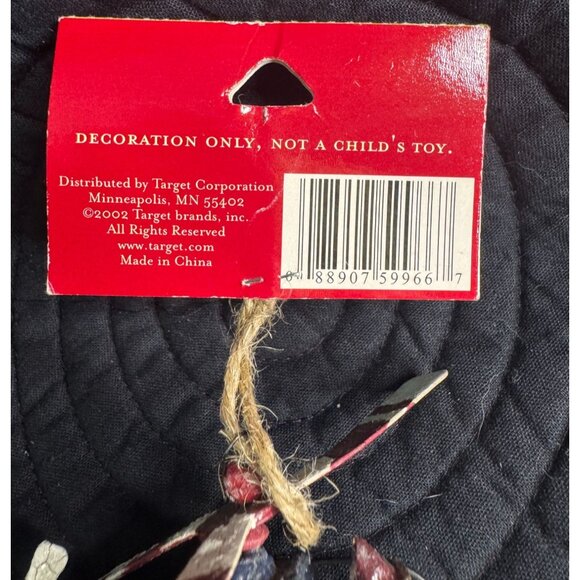 DECORATION ONLY, NOT A CHILD'S TOY.
Distributed by Target Corporation
Minneapolis, MN 55402
©2002 Target brands, inc.
All Rights Reserved
www.target.com
Made in China
0 88907 59966 7